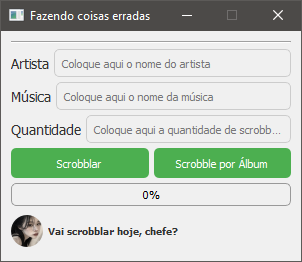 Fazendo coisas erradas
Artista Coloque aqui o nome do artista
Música Coloque aqui o nome da música
Quantidade Coloque aqui a quantidade de scrobb...
Scrobblar Scrobble por Álbum
0%
Vai scrobblar hoje, chefe?